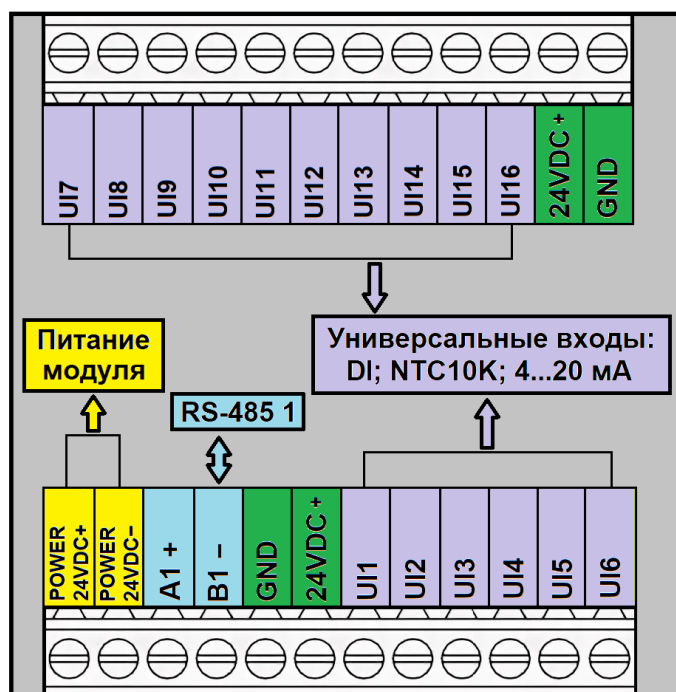 UI7
UI8
UI9
UI10
UI11
UI12
UI13
UI14
UI15
UI16
24VDC +
GND
Питание
модуля
RS-485 1
Универсальные входы:
DI; NTC10K; 4...20 мА
POWER
24VDC+
POWER
24VDC−
A1 +
B1 −
GND
24VDC +
UI1
UI2
UI3
UI4
UI5
UI6